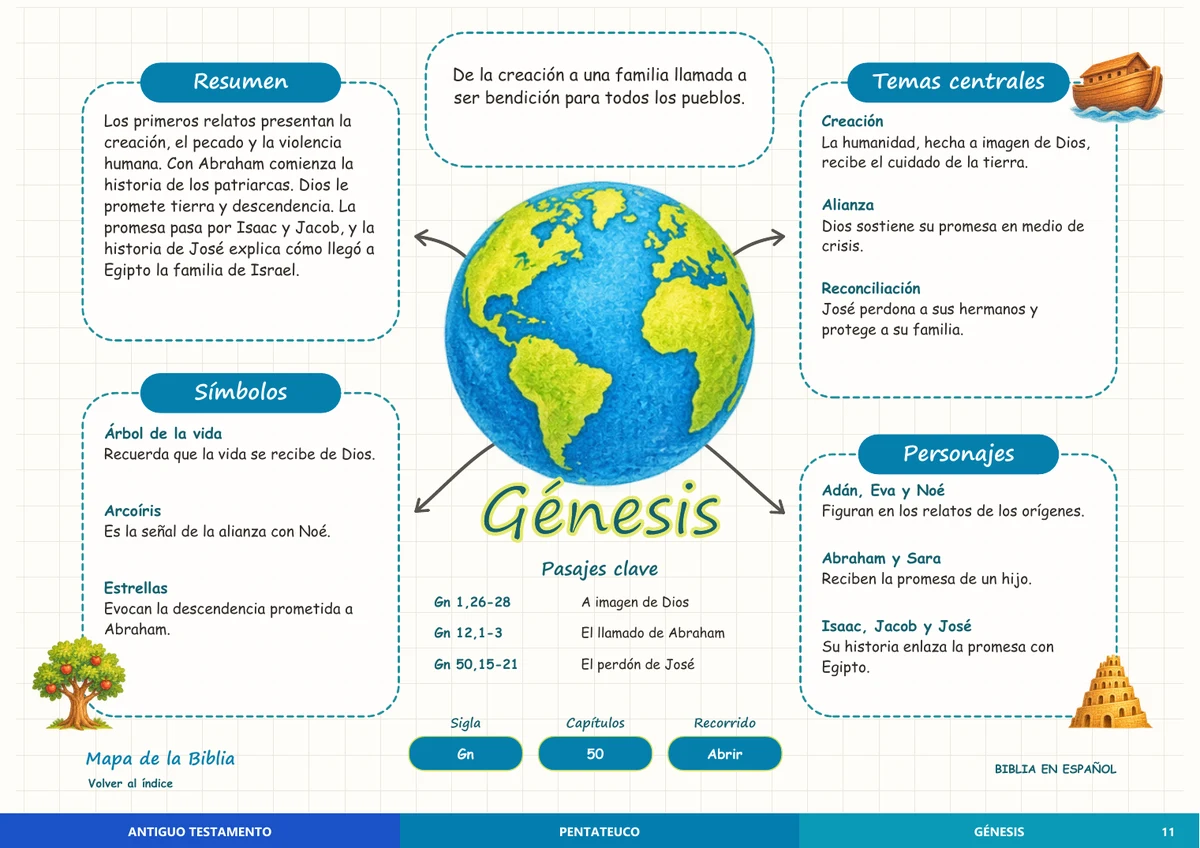 Resumen
Los primeros relatos presentan la
creación, el pecado y la violencia
humana. Con Abraham comienza la
historia de los patriarcas. Dios le
promete tierra y descendencia. La
promesa pasa por Isaac y Jacob, y la
historia de José explica cómo llegó a
Egipto la familia de Israel.
De la creación a una familia llamada a
ser bendición para todos los pueblos.
Temas centrales
Creación
La humanidad, hecha a imagen de Dios,
recibe el cuidado de la tierra.
Alianza
Dios sostiene su promesa en medio de
crisis.
Reconciliación
José perdona a sus hermanos y
protege a su familia.
Símbolos
Árbol de la vida
Recuerda que la vida se recibe de Dios.
Arcoíris
Es la señal de la alianza con Noé.
Estrellas
Evocan la descendencia prometida a
Abraham.
Génesis
Pasajes clave
Gn 1,26-28 A imagen de Dios
Gn 12,1-3 El llamado de Abraham
Gn 50,15-21 El perdón de José
Sigla Capítulos Recorrido
Gn 50 Abrir
Personajes
Adán, Eva y Noé
Figuran en los relatos de los orígenes.
Abraham y Sara
Reciben la promesa de un hijo.
Isaac, Jacob y José
Su historia enlaza la promesa con
Egipto.
Mapa de la Biblia
Volver al índice
BIBLIA EN ESPAÑOL
ANTIGUO TESTAMENTO PENTATEUCO GÉNESIS 11